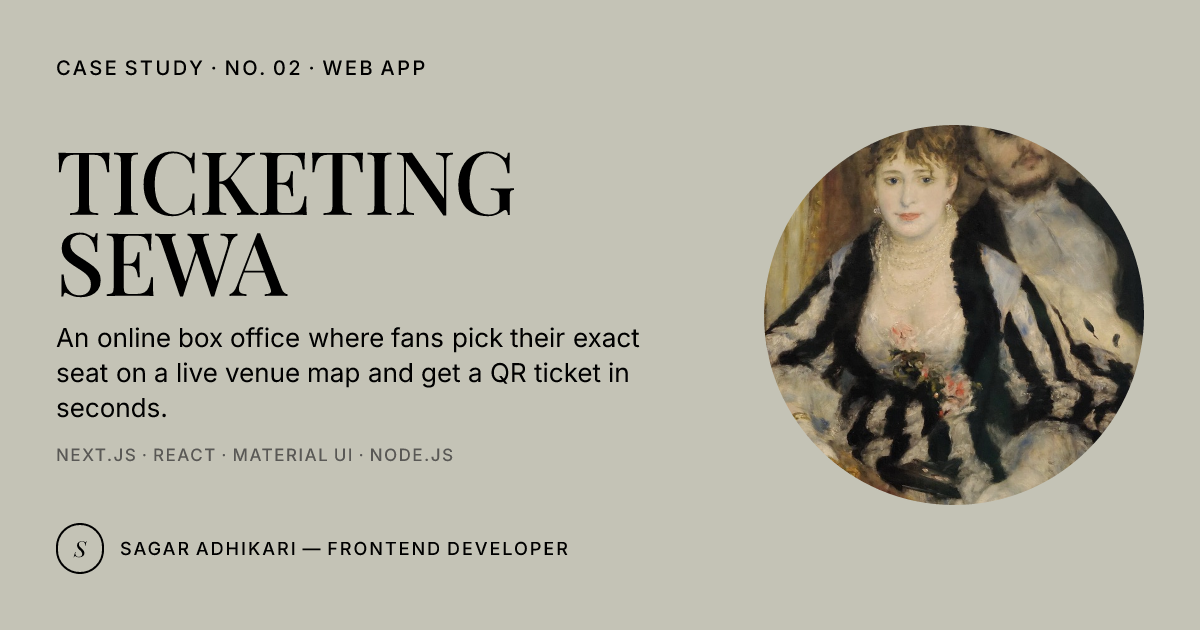 CASE STUDY · NO. 02 · WEB APP
TICKETING
SEWA
An online box office where fans pick their exact
seat on a live venue map and get a QR ticket in
seconds.
NEXT.JS · REACT · MATERIAL UI · NODE.JS
S
SAGAR ADHIKARI — FRONTEND DEVELOPER